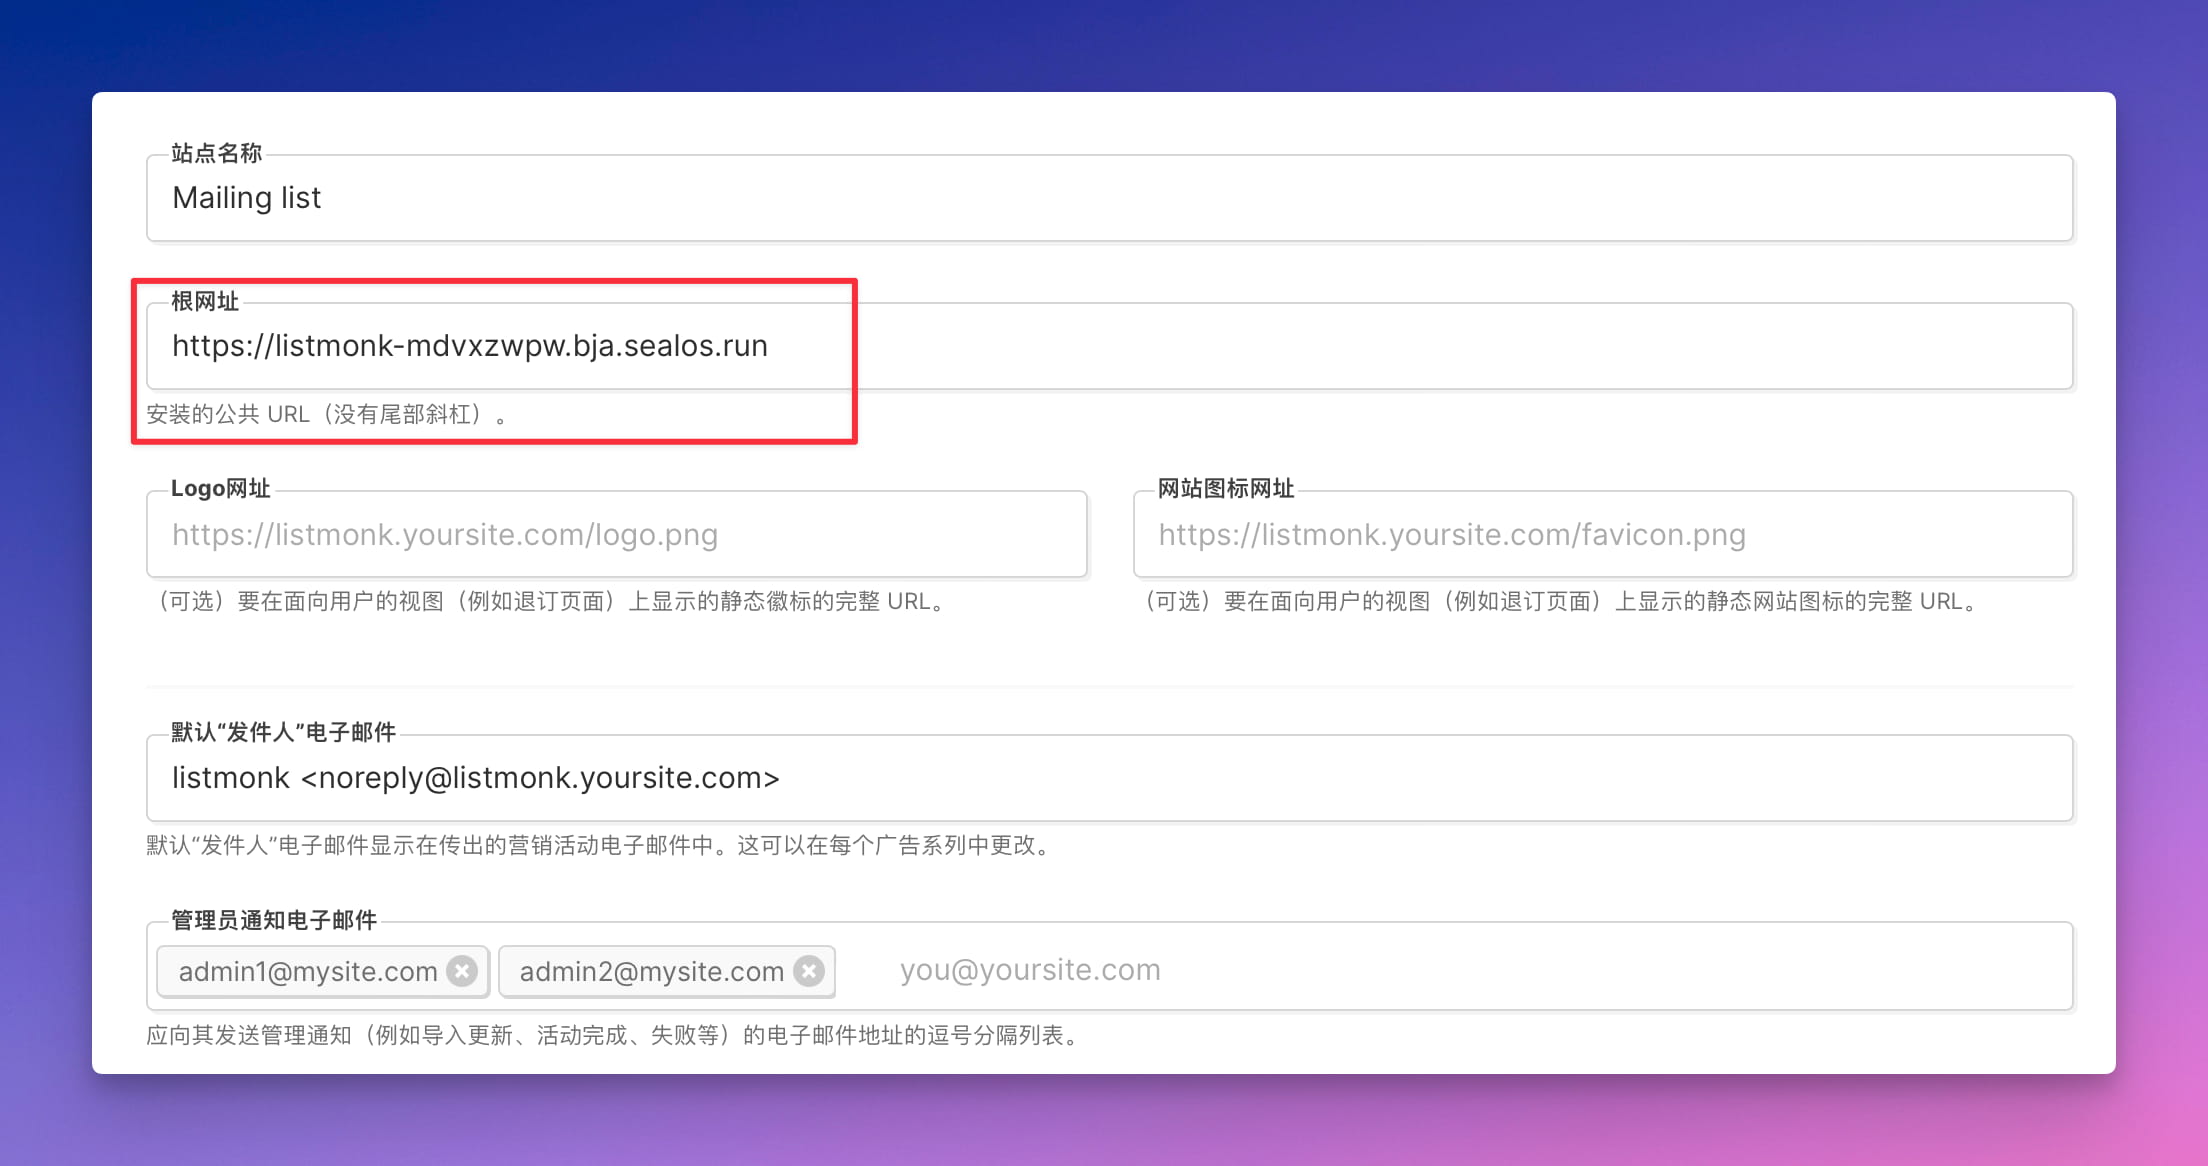 站点名称
Mailing list
根网址
https://listmonk-mdvxzwpw.bja.sealos.run
安装的公共 URL（没有尾部斜杠）。
Logo网址
https://listmonk.yoursite.com/logo.png
（可选）要在面向用户的视图（例如退订页面）上显示的静态徽标的完整 URL。
网站图标网址
https://listmonk.yoursite.com/favicon.png
（可选）要在面向用户的视图（例如退订页面）上显示的静态网站图标的完整 URL。
默认“发件人”电子邮件
listmonk <noreply@listmonk.yoursite.com>
默认“发件人”电子邮件显示在传出的营销活动电子邮件中。这可以在每个广告系列中更改。
管理员通知电子邮件
admin1@mysite.com admin2@mysite.com you@yoursite.com
应向其发送管理通知（例如导入更新、活动完成、失败等）的电子邮件地址的逗号分隔列表。